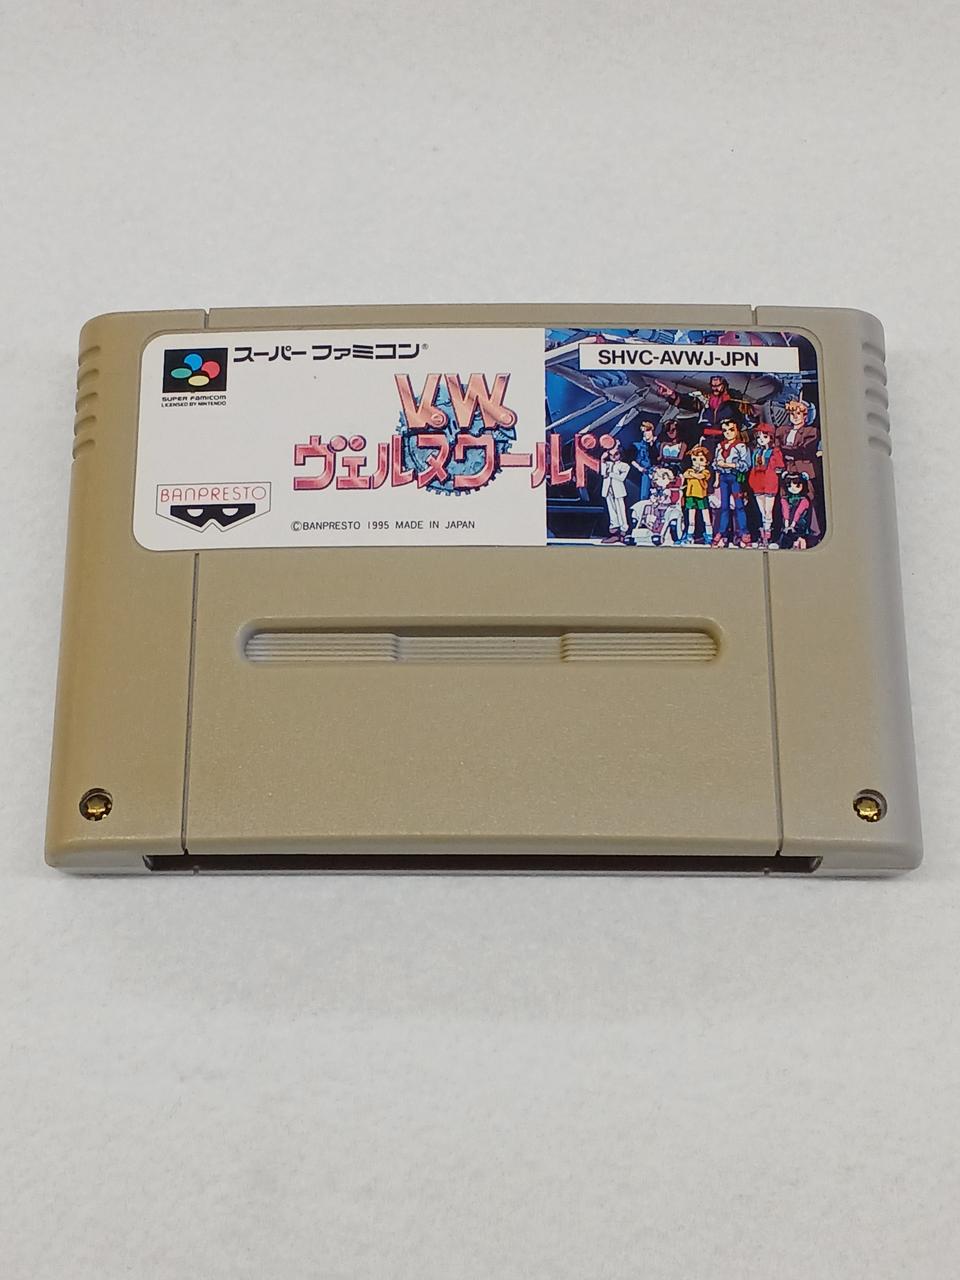 スーパーファミコン®
SUPER FAMICOM
LICENSED BY NINTENDO
SHVC-AVWJ-JPN
V.W.
ヴェルヌワールド
BANPRESTO
©BANPRESTO 1995 MADE IN JAPAN